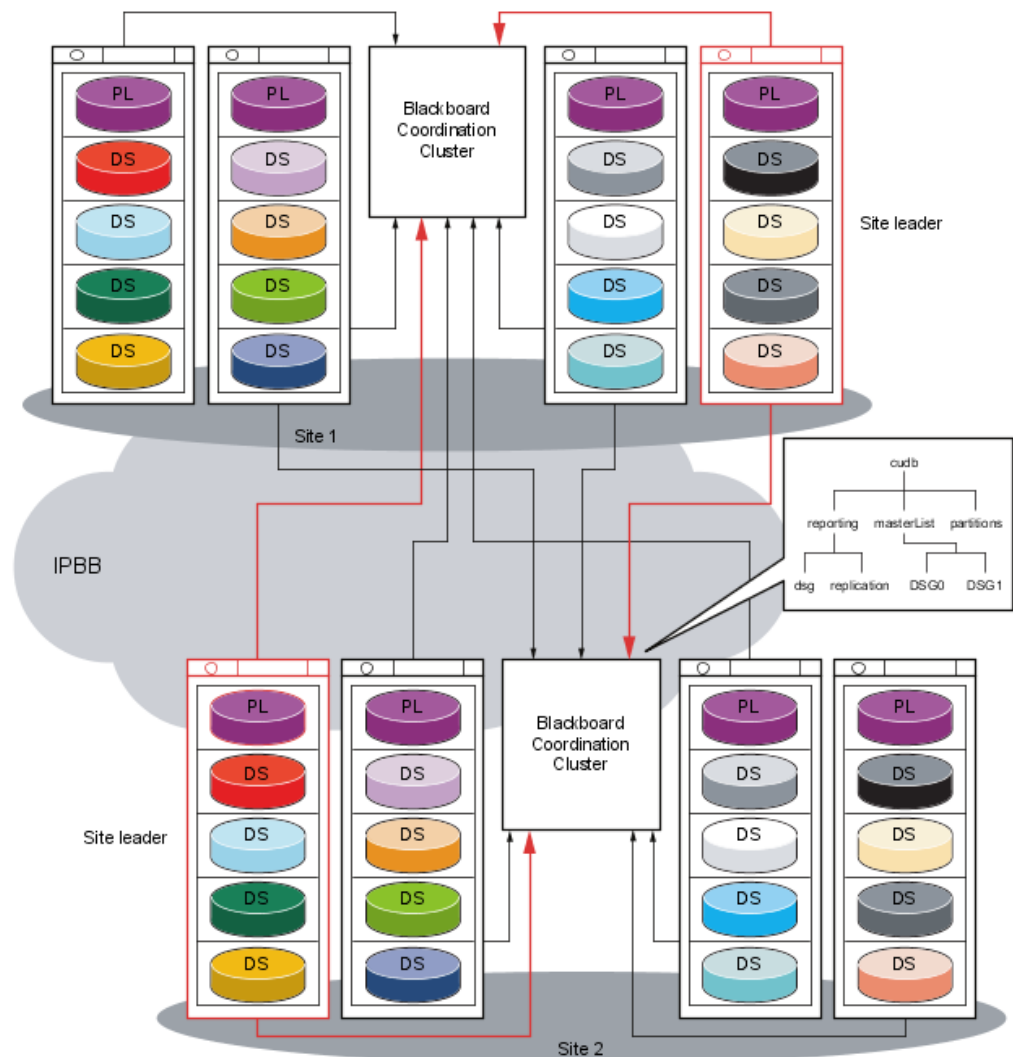 PL PL PL PL
Blackboard
Coordination
Cluster
DS DS DS DS
DS DS DS DS
Site leader
DS DS DS DS
DS DS DS DS
Site 1
cudb
reporting masterList partitions
IPBB
dsg replication DSG0 DSG1
PL PL PL PL
Blackboard
Coordination
Cluster
DS DS DS DS
Site leader
DS DS DS DS
DS DS DS DS
DS DS DS DS
Site 2